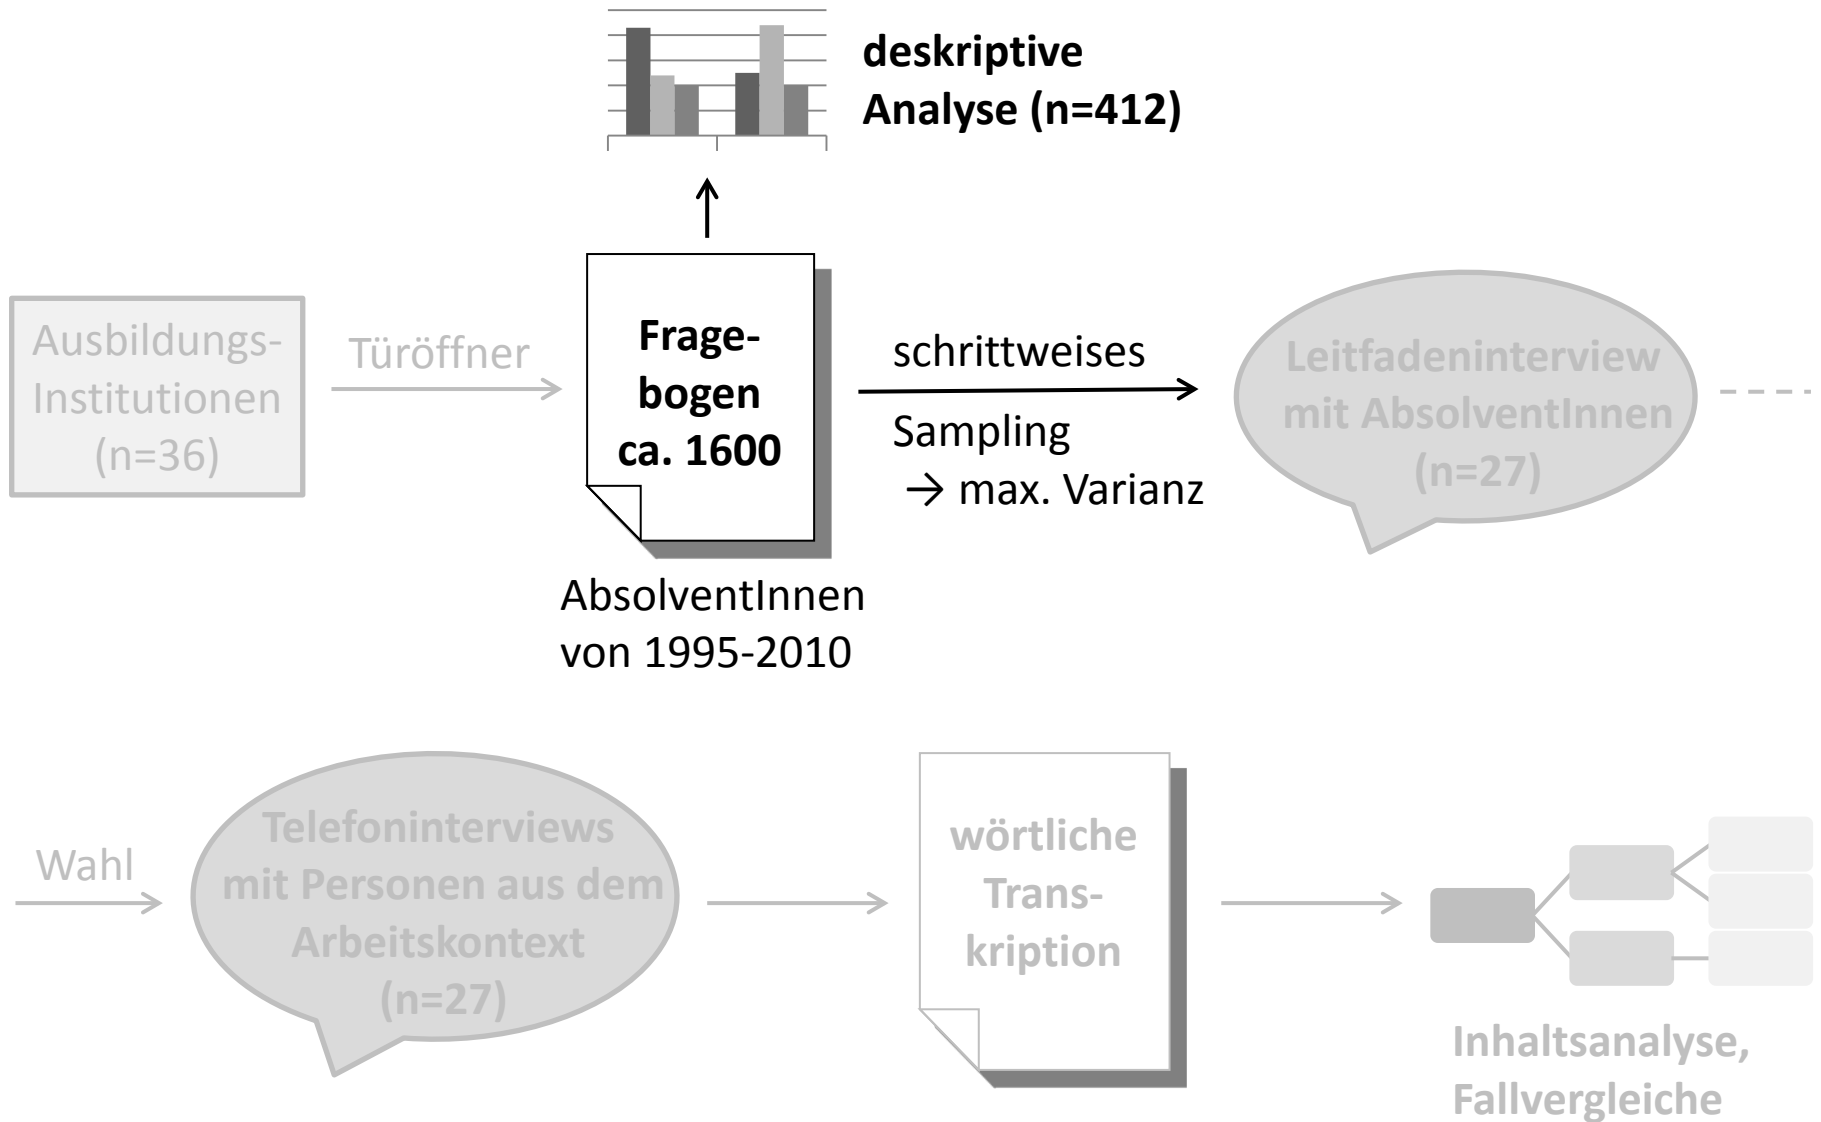 deskriptive
Analyse (n=412)
Ausbildungs-
Institutionen
(n=36)
Türöffner
Frage-
bogen
ca. 1600
AbsolventInnen
von 1995-2010
schrittweises
Sampling
→ max. Varianz
Leitfadeninterview
mit AbsolventInnen
(n=27)
Wahl
Telefoninterviews
mit Personen aus dem
Arbeitskontext
(n=27)
wörtliche
Trans-
kription
Inhaltsanalyse,
Fallvergleiche